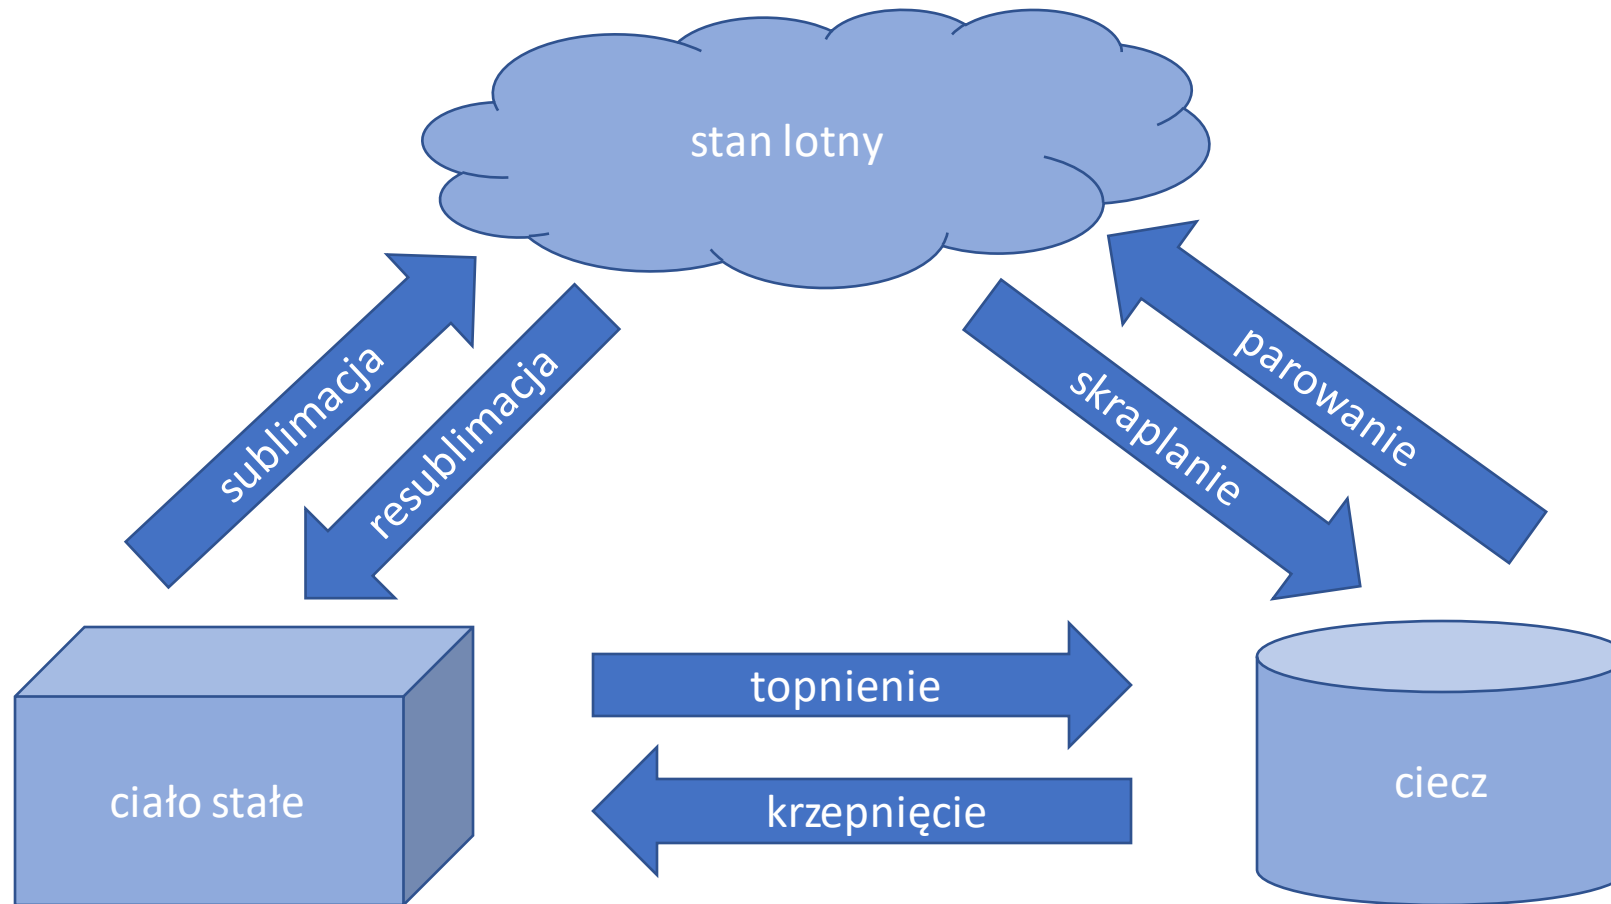 stan lotny
sublimacja
resublimacja
skraplanie
parowanie
topnienie
krzepnięcie
ciało stałe
ciecz